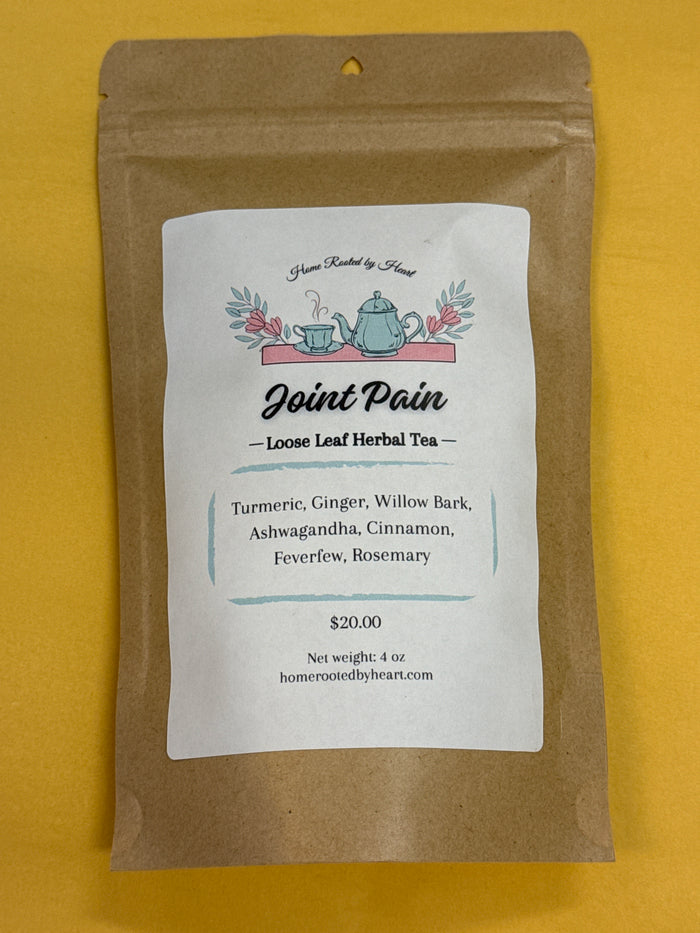 Home Rooted by Heart
Joint Pain
— Loose Leaf Herbal Tea —
Turmeric, Ginger, Willow Bark,
Ashwagandha, Cinnamon,
Feverfew, Rosemary
$20.00
Net weight: 4 oz
homerootedbyheart.com